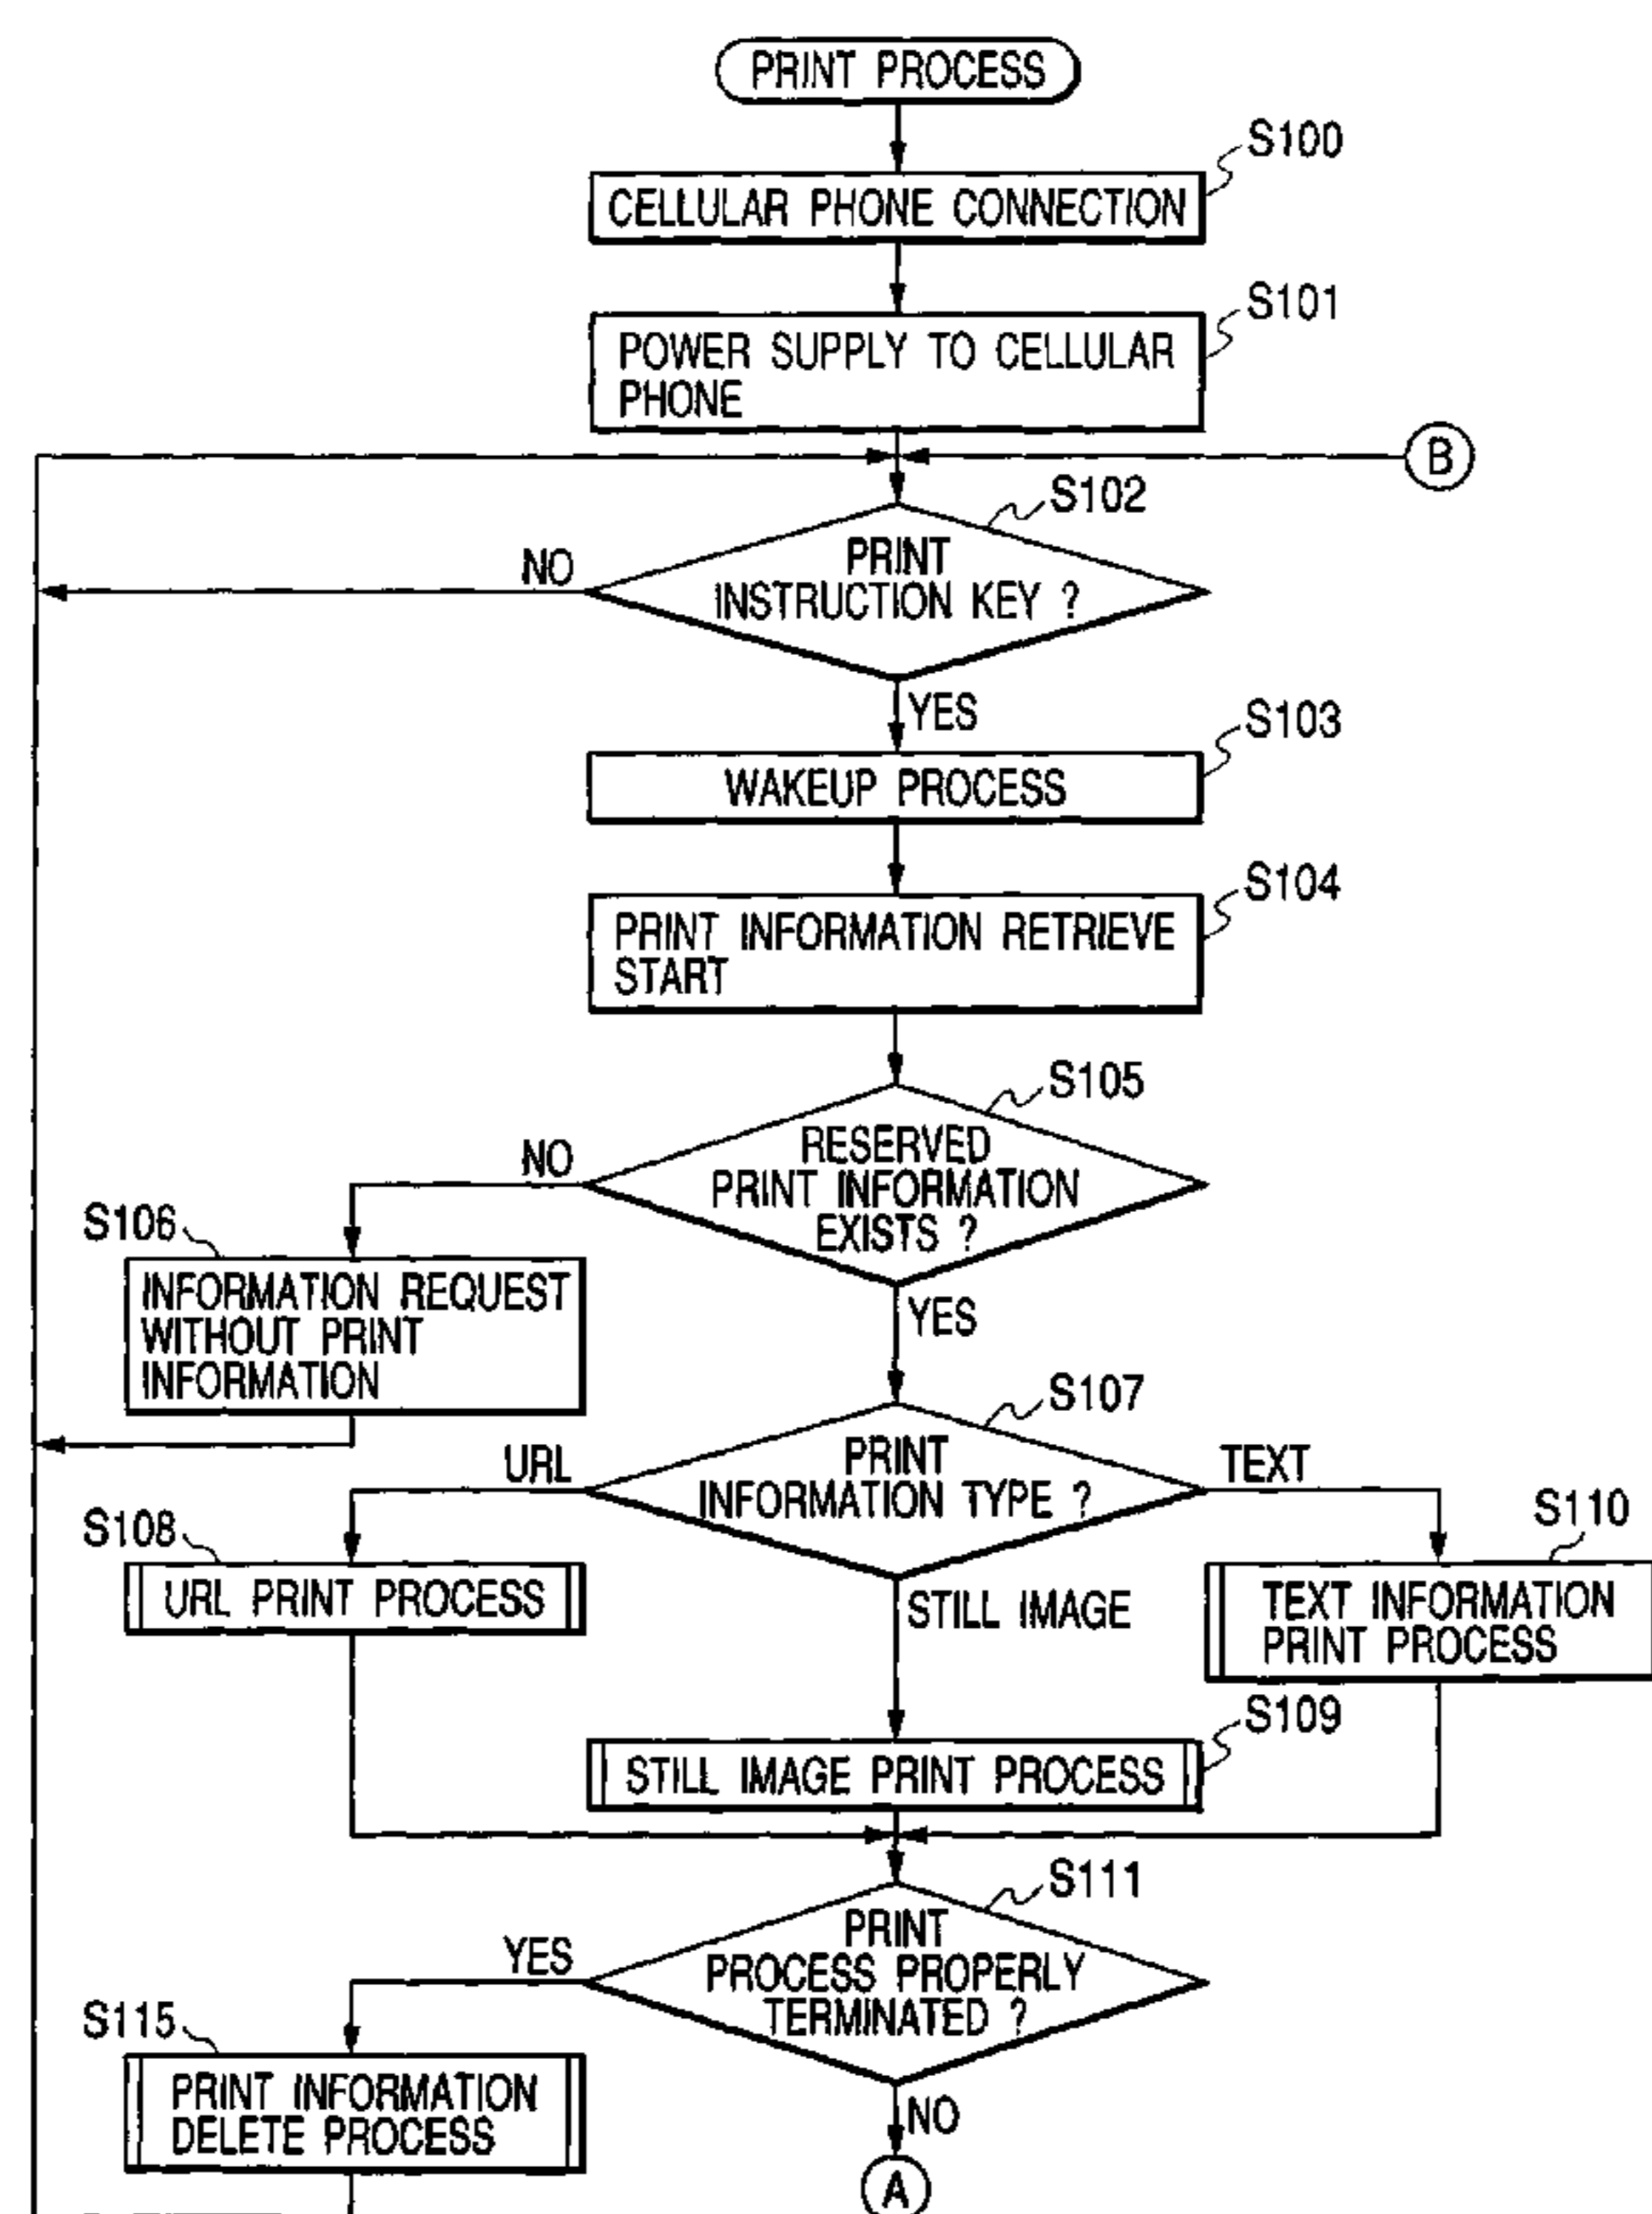 PRINT PROCESS
S100
CELLULAR PHONE CONNECTION
S101
POWER SUPPLY TO CELLULAR
PHONE
B
S102
PRINT
INSTRUCTION KEY ?
NO
YES
S103
WAKEUP PROCESS
S104
PRINT INFORMATION RETRIEVE
START
S105
RESERVED
PRINT INFORMATION
EXISTS ?
NO
YES
S106
INFORMATION REQUEST
WITHOUT PRINT
INFORMATION
S107
PRINT
INFORMATION TYPE ?
URL
TEXT
STILL IMAGE
S108
URL PRINT PROCESS
S110
TEXT INFORMATION
PRINT PROCESS
S109
STILL IMAGE PRINT PROCESS
S111
PRINT
PROCESS PROPERLY
TERMINATED ?
YES
NO
S115
PRINT INFORMATION
DELETE PROCESS
A